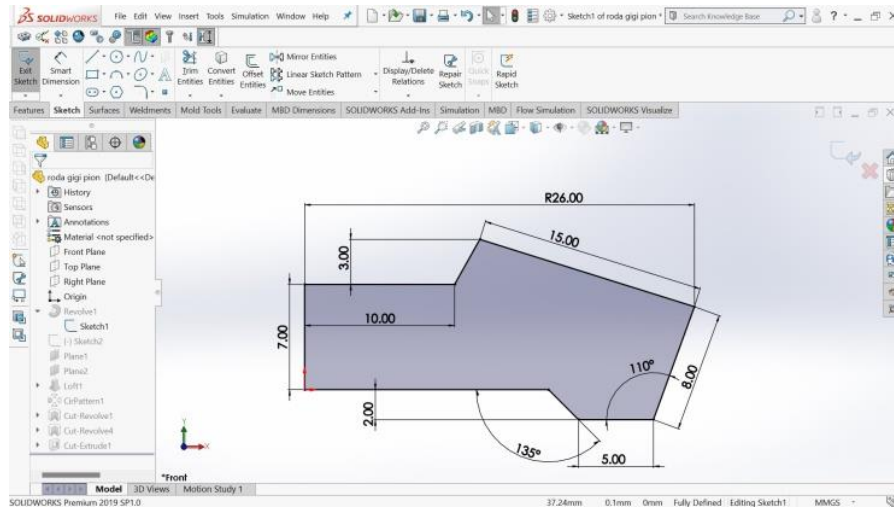 SOLIDWORKS File Edit View Insert Tools Simulation Window Help Sketch1 of roda gigi pion * Search Knowledge Base
Exit Sketch Smart Dimension Trim Entities Convert Entities Offset Entities Mirror Entities Linear Sketch Pattern Move Entities Display/Delete Relations Repair Sketch Quick Snaps Rapid Sketch
Features Sketch Surfaces Weldments Mold Tools Evaluate MBD Dimensions SOLIDWORKS Add-Ins Simulation MBD Flow Simulation SOLIDWORKS Visualize
roda gigi pion (Default<<De
History
Sensors
Annotations
Material <not specified>
Front Plane
Top Plane
Right Plane
Origin
Revolve1
Sketch1
(-) Sketch2
Plane1
Plane2
Loft1
CirPattern1
Cut-Revolve1
Cut-Revolve4
Cut-Extrude1
R26.00
15.00
3.00
10.00
7.00
110°
8.00
2.00
135°
5.00
Y
X
*Front
Model 3D Views Motion Study 1
SOLIDWORKS Premium 2019 SP1.0 37.24mm 0.1mm 0mm Fully Defined Editing Sketch1 MMGS